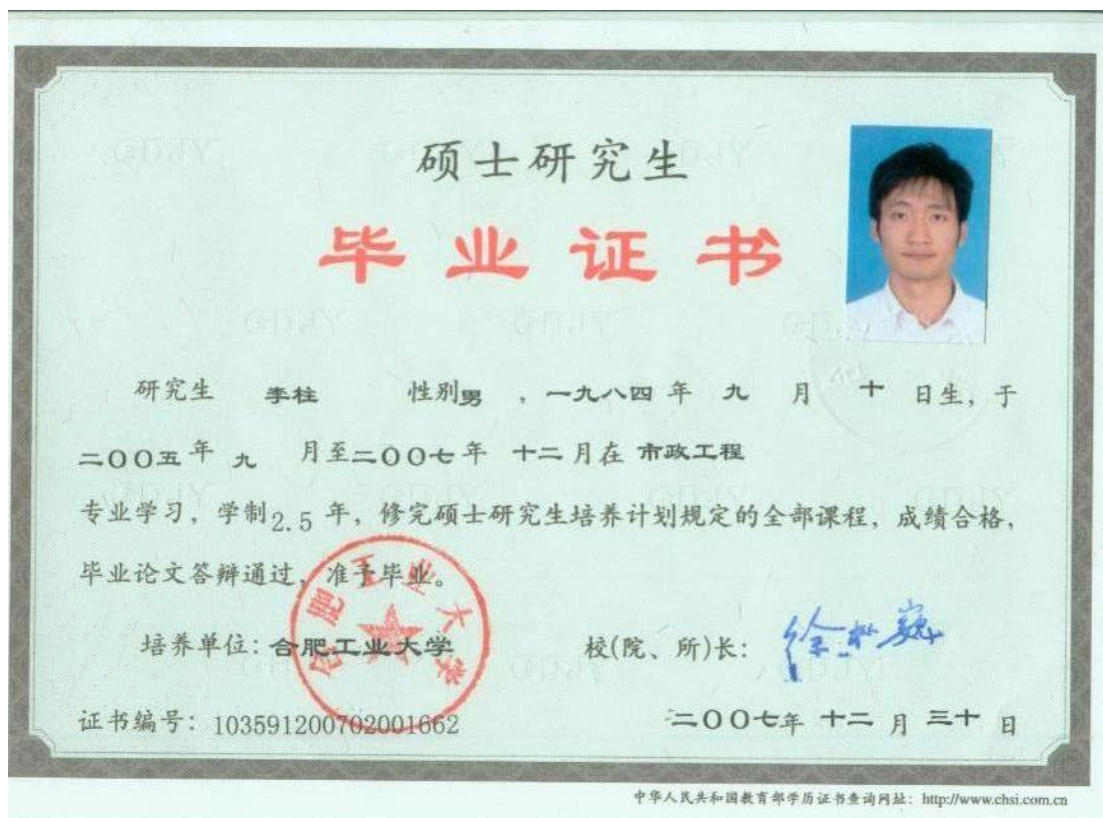 硕士研究生
毕业证书
研究生 李柱 性别男 ，一九八四 年 九 月 十 日生，于
二〇〇五 年 九 月至二〇〇七 年 十二 月在 市政工程
专业学习，学制2.5 年，修完硕士研究生培养计划规定的全部课程，成绩合格，
毕业论文答辩通过，准予毕业。
合肥工业大学
培养单位：合肥工业大学 校(院、所)长：
证书编号：103591200702001662 二〇〇七年 十二 月 三十 日
中华人民共和国教育部学历证书查询网址：http://www.chsi.com.cn